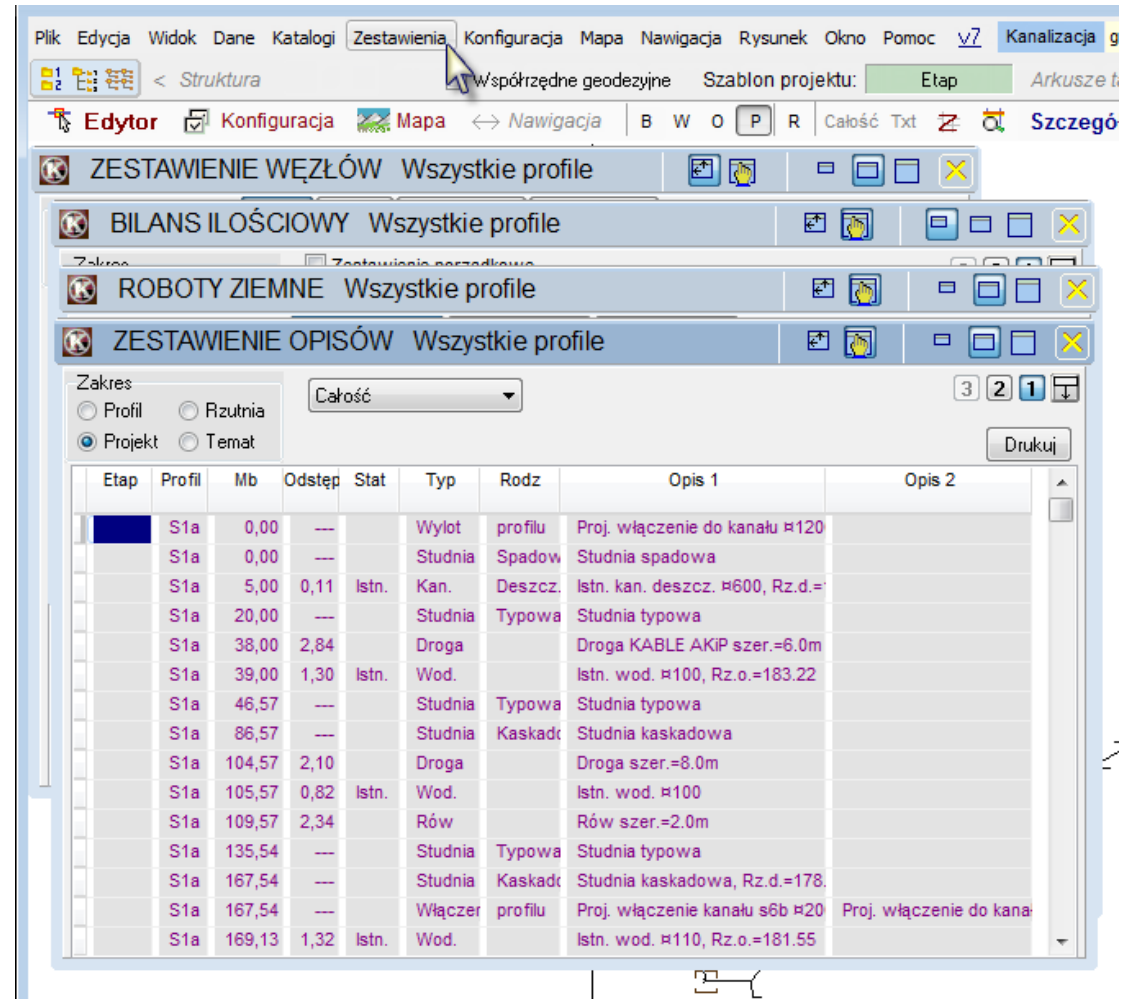 Plik Edycja Widok Dane Katalogi Zestawienia Konfiguracja Mapa Nawigacja Rysunek Okno Pomoc v7 Kanalizacja
< Struktura Współrzędne geodezyjne Szablon projektu: Etap Arkusze
Edytor Konfiguracja Mapa <-> Nawigacja B W O P R Całość Txt Szczegó
ZESTAWIENIE WĘZŁÓW Wszystkie profile
BILANS ILOŚCIOWY Wszystkie profile
ROBOTY ZIEMNE Wszystkie profile
ZESTAWIENIE OPISÓW Wszystkie profile
Zakres
Profil Rzutnia Całość 3 2 1
Projekt Temat Drukuj
Etap Profil Mb Odstęp Stat Typ Rodz Opis 1 Opis 2
S1a 0,00 --- Wylot profilu Proj. włączenie do kanału ¤120
S1a 0,00 --- Studnia Spadow Studnia spadowa
S1a 5,00 0,11 Istn. Kan. Deszcz. Istn. kan. deszcz. ¤600, Rz.d.=
S1a 20,00 --- Studnia Typowa Studnia typowa
S1a 38,00 2,84 Droga Droga KABLE AKiP szer.=6.0m
S1a 39,00 1,30 Istn. Wod. Istn. wod. ¤100, Rz.o.=183.22
S1a 46,57 --- Studnia Typowa Studnia typowa
S1a 86,57 --- Studnia Kaskado Studnia kaskadowa
S1a 104,57 2,10 Droga Droga szer.=8.0m
S1a 105,57 0,82 Istn. Wod. Istn. wod. ¤100
S1a 109,57 2,34 Rów Rów szer.=2.0m
S1a 135,54 --- Studnia Typowa Studnia typowa
S1a 167,54 --- Studnia Kaskado Studnia kaskadowa, Rz.d.=178.
S1a 167,54 --- Włączer profilu Proj. włączenie kanału s6b ¤20 Proj. włączenie do kana
S1a 169,13 1,32 Istn. Wod. Istn. wod. ¤110, Rz.o.=181.55